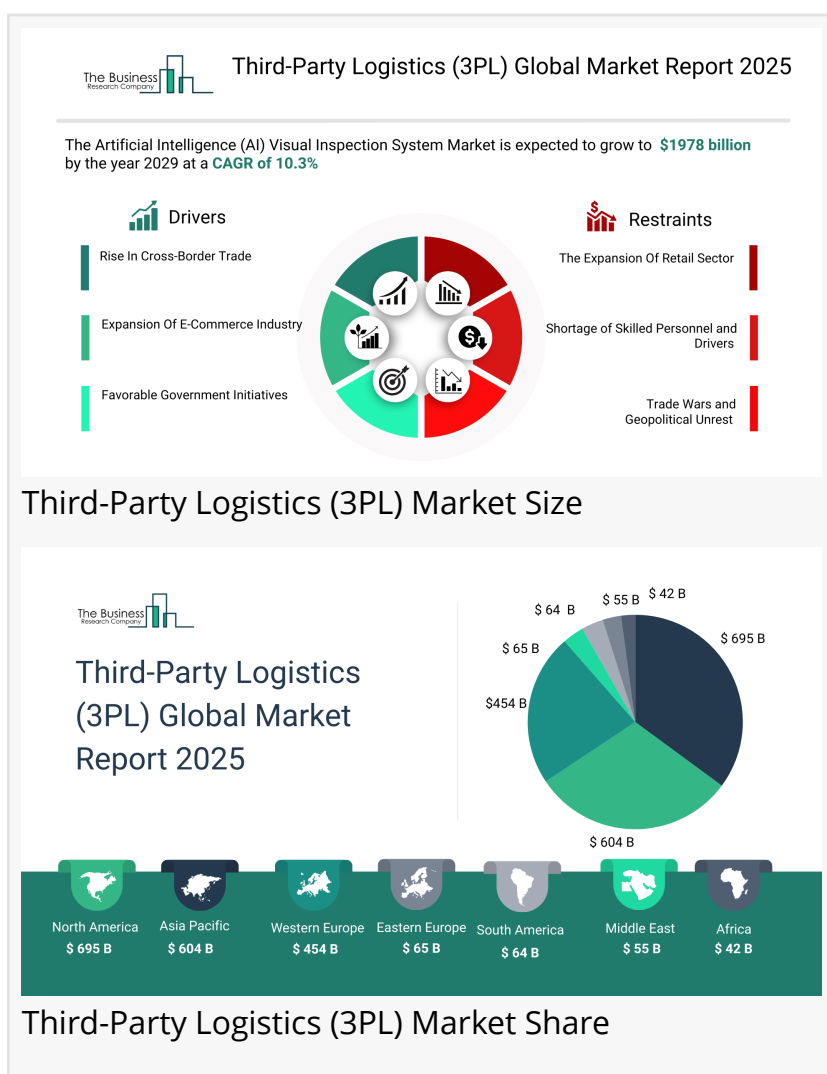 The Business
Research Company
Third-Party Logistics (3PL) Global Market Report 2025
The Artificial Intelligence (AI) Visual Inspection System Market is expected to grow to $1978 billion
by the year 2029 at a CAGR of 10.3%
Drivers
Rise In Cross-Border Trade
Expansion Of E-Commerce Industry
Favorable Government Initiatives
$
$
Restraints
The Expansion Of Retail Sector
Shortage of Skilled Personnel and
Drivers
Trade Wars and
Geopolitical Unrest
Third-Party Logistics (3PL) Market Size
The Business
Research Company
Third-Party Logistics
(3PL) Global Market
Report 2025
$ 42 B
$ 55 B
$ 64 B
$ 695 B
$ 65 B
$454 B
$ 604 B
North America
$ 695 B
Asia Pacific
$ 604 B
Western Europe
$ 454 B
Eastern Europe
$ 65 B
South America
$ 64 B
Middle East
$ 55 B
Africa
$ 42 B
Third-Party Logistics (3PL) Market Share